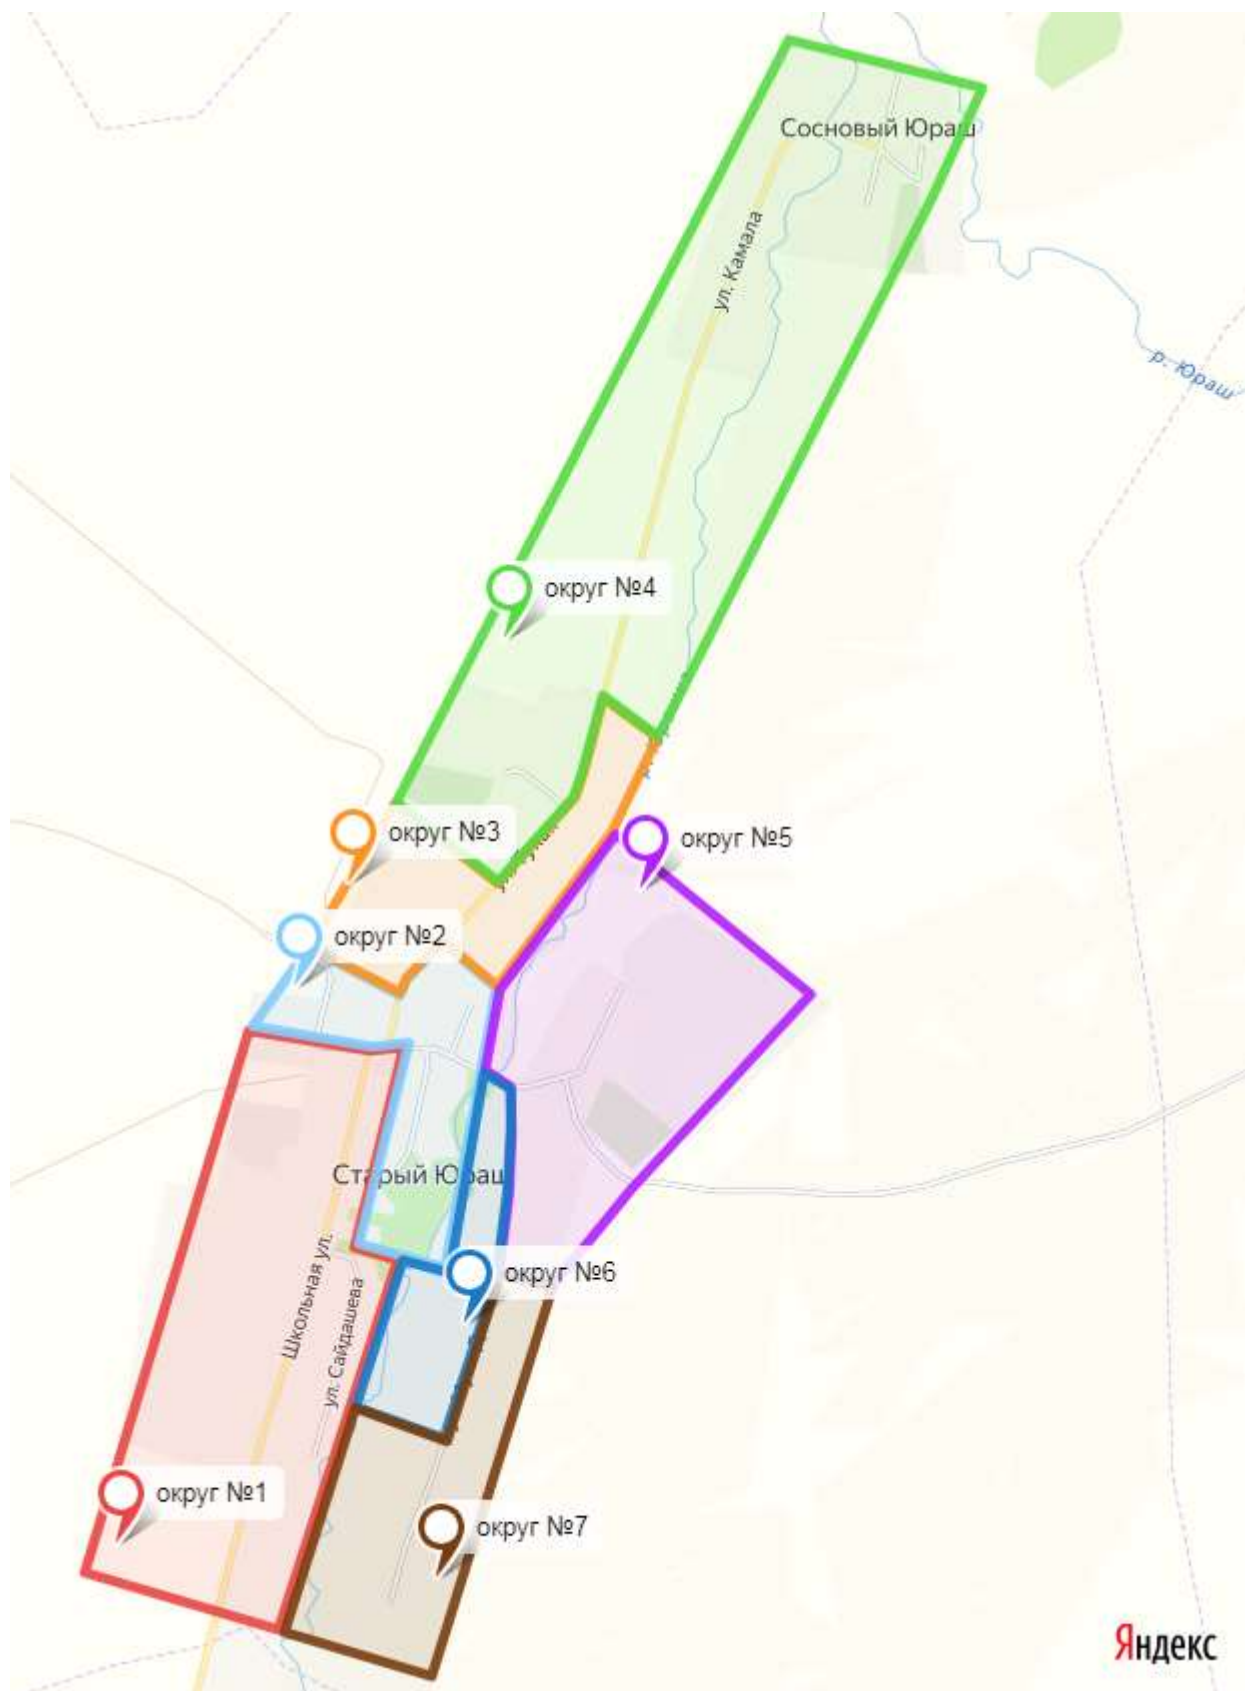 Сосновый Юраш
ул. Камала
р. Юраш
округ №4
округ №3
округ №5
округ №2
Старый Юраш
округ №6
Школьная ул.
ул. Сайдашева
округ №1
округ №7
Яндекс